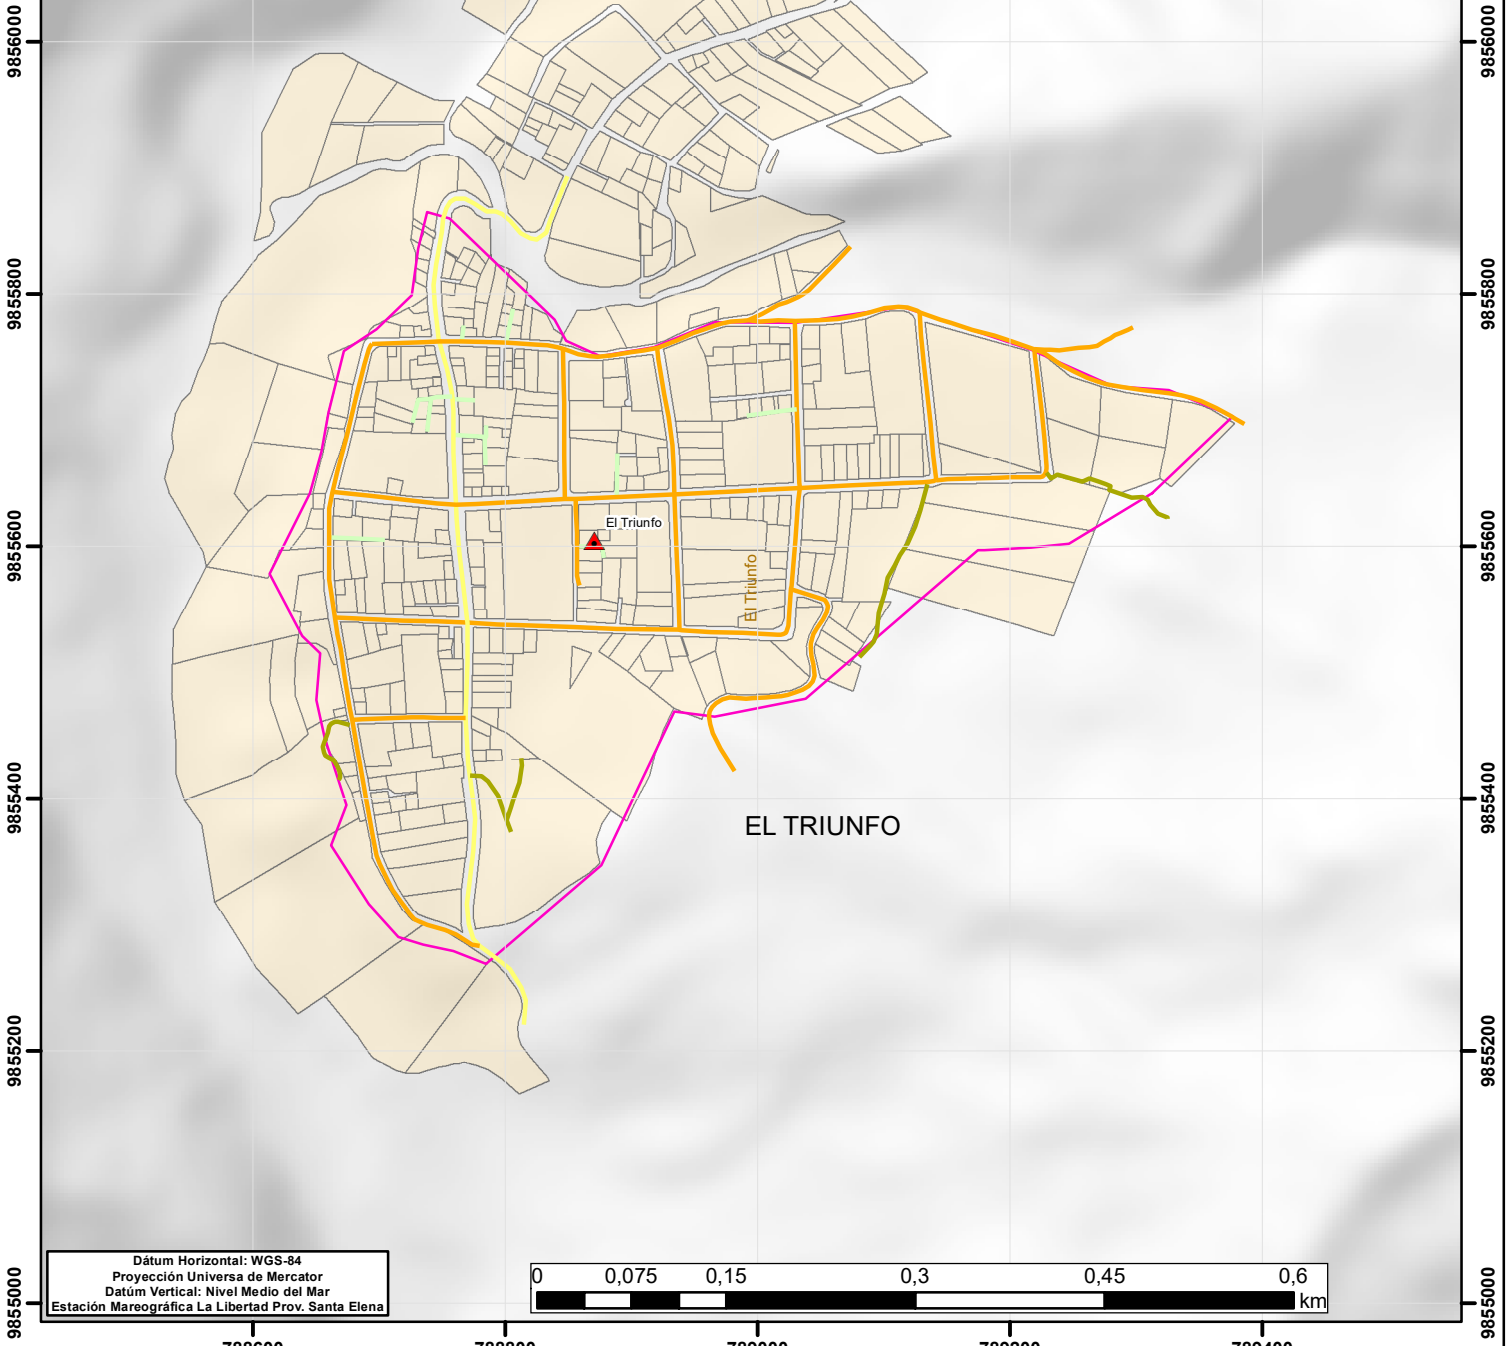 9856000
9856000
9855800
9855800
El Triunfo
9855600
El Triunfo
9855600
9855400
EL TRIUNFO
9855400
9855200
9855200
Dátum Horizontal: WGS-84
Proyección Universa de Mercator
Datúm Vertical: Nivel Medio del Mar
Estación Mareográfica La Libertad Prov. Santa Elena
0 0,075 0,15 0,3 0,45 0,6
km
9855000
9855000